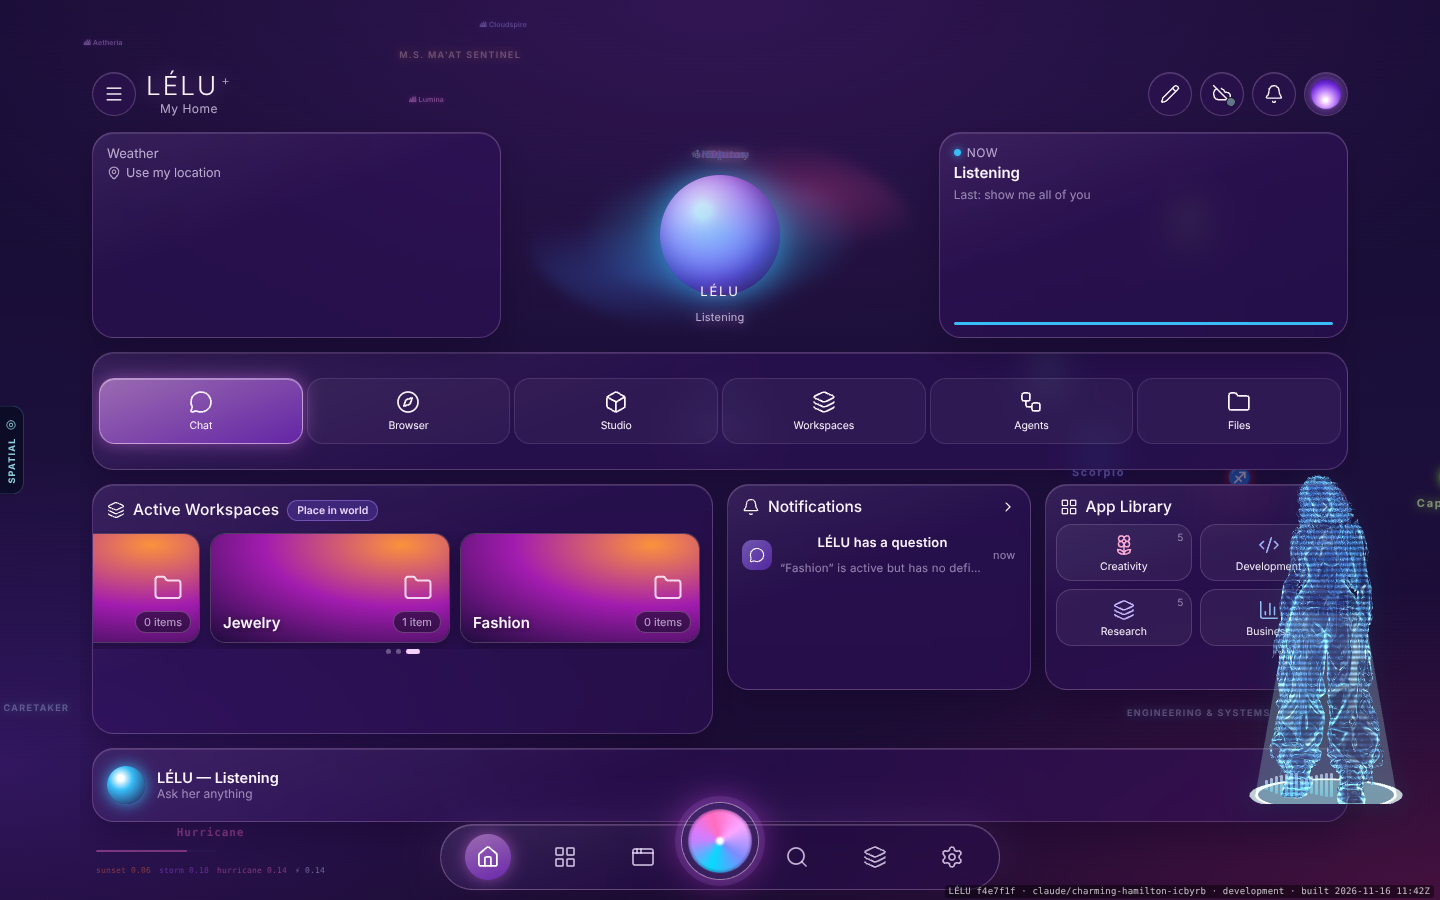 Cloudspire
Aetheria
M.S. MA'AT SENTINEL
LÉLU +
My Home
Lumina
Weather
Use my location
LÉLU
Listening
NOW
Listening
Last: show me all of you
Chat
Browser
Studio
Workspaces
Agents
Files
SPATIAL
Scorpio
Cap
Active Workspaces
Place in world
0 items
Jewelry
1 item
Fashion
0 items
Notifications
LÉLU has a question
"Fashion" is active but has no defi...
now
App Library
Creativity
5
Development
Research
5
CARETAKER
ENGINEERING & SYSTEMS
LÉLU — Listening
Ask her anything
Hurricane
sunset 0.06 storm 0.18 hurricane 0.14 ⚡ 0.14
LÉLU f4e7f1f · claude/charming-hamilton-icbyrb · development · built 2026-11-16 11:42Z